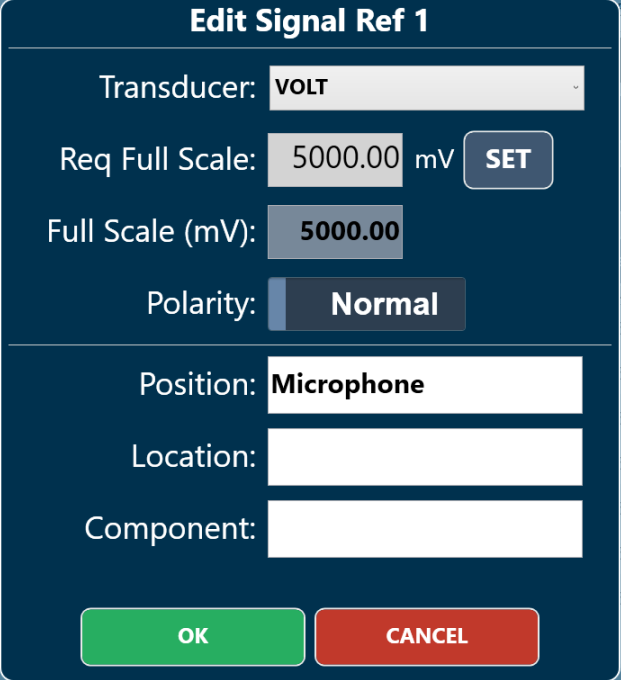 Edit Signal Ref 1
Transducer: VOLT
Req Full Scale: 5000.00 mV SET
Full Scale (mV): 5000.00
Polarity: Normal
Position: Microphone
Location:
Component:
OK CANCEL